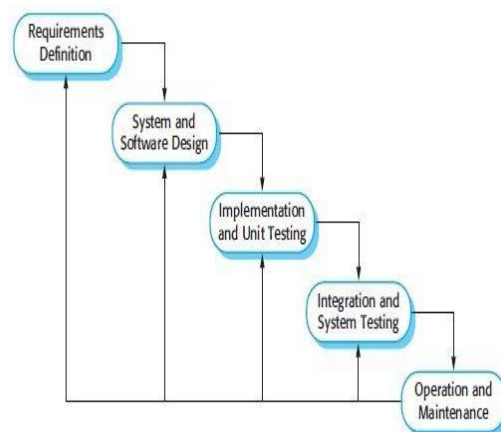 Requirements
Definition
System and
Software Design
Implementation
and Unit Testing
Integration and
System Testing
Operation and
Maintenance